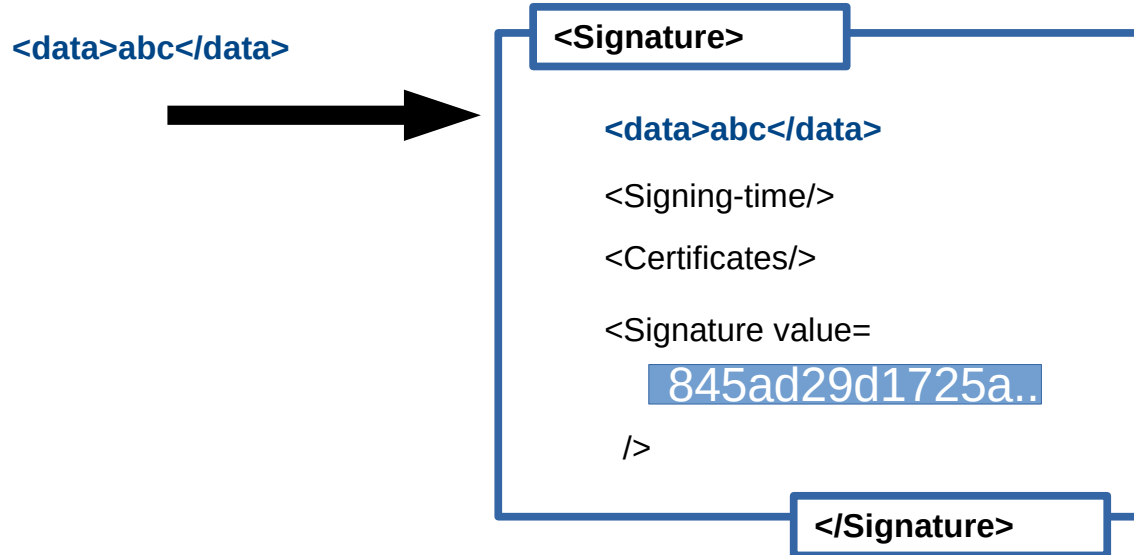 <data>abc</data>
<Signature>
<data>abc</data>
<Signing-time/>
<Certificates/>
<Signature value=
845ad29d1725a..
/>
</Signature>